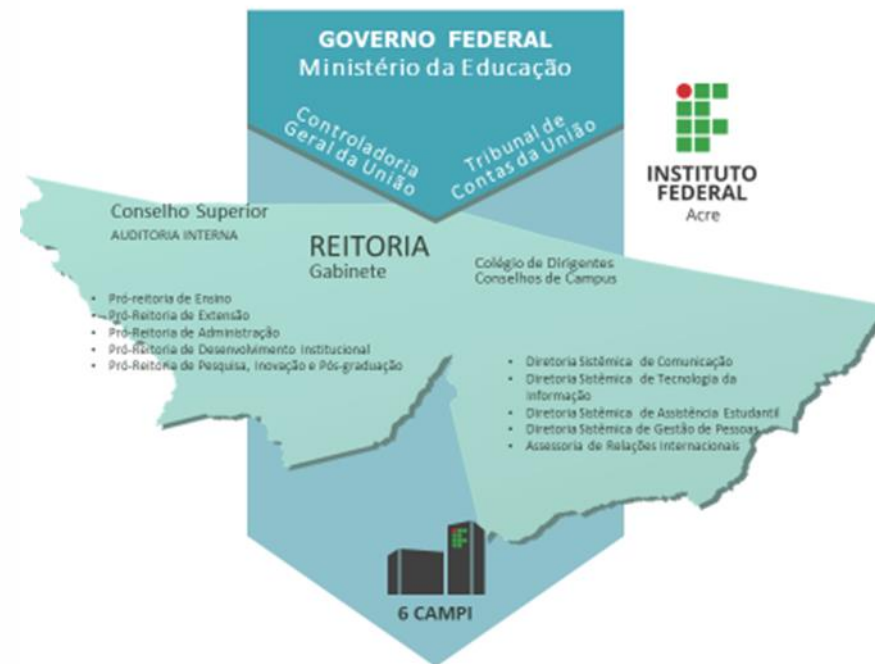 GOVERNO FEDERAL
Ministério da Educação
Controladoria
Geral da União
Tribunal de
Contas da União
INSTITUTO
FEDERAL
Acre
Conselho Superior
AUDITORIA INTERNA
REITORIA
Gabinete
Colégio de Dirigentes
Conselhos de Campus
• Pró-reitoria de Ensino
• Pró-Reitoria de Extensão
• Pró-Reitoria de Administração
• Pró-Reitoria de Desenvolvimento Institucional
• Pró-Reitoria de Pesquisa, Inovação e Pós-graduação
• Diretoria Sistêmica de Comunicação
• Diretoria Sistêmica de Tecnologia da
Informação
• Diretoria Sistêmica de Assistência Estudantil
• Diretoria Sistêmica de Gestão de Pessoas
• Assessoria de Relações Internacionais
6 CAMPI